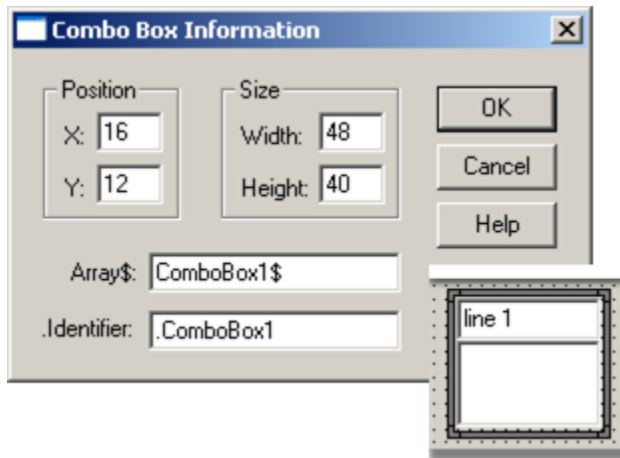 Combo Box Information
Position
X: 16
Y: 12
Size
Width: 48
Height: 40
OK
Cancel
Help
Array$: ComboBox1$
.Identifier: .ComboBox1
line 1